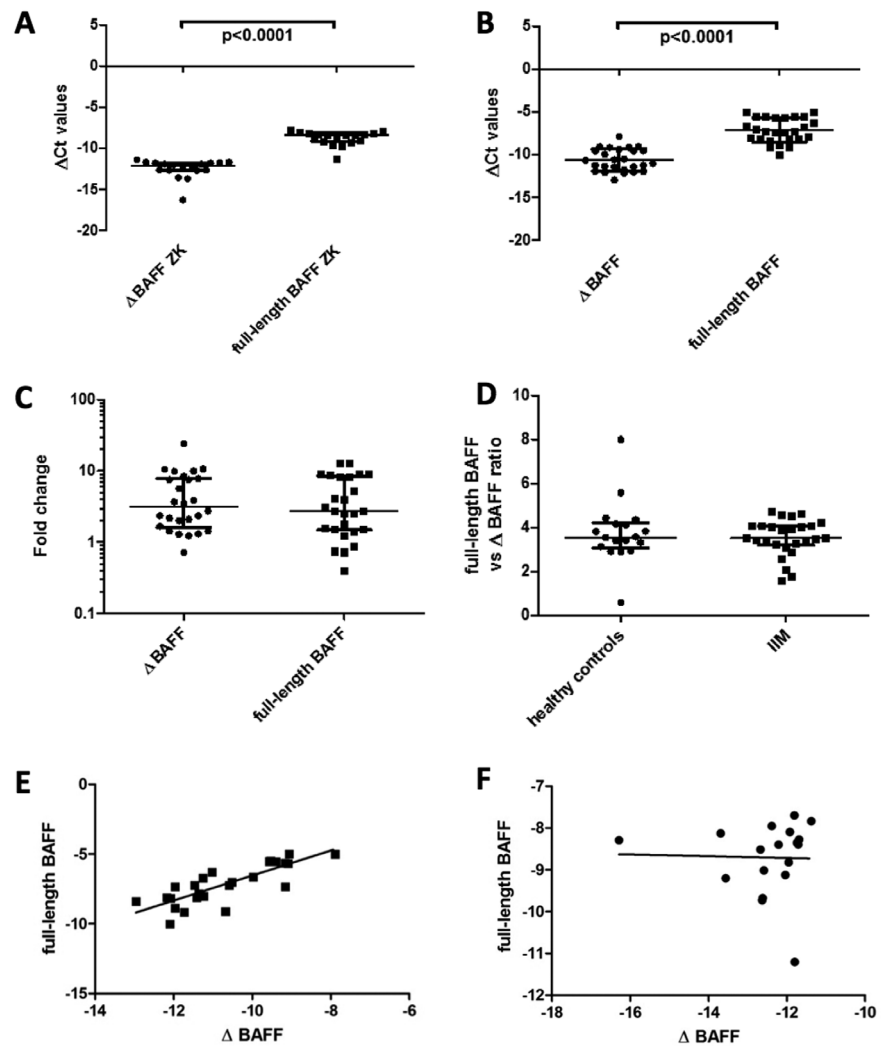 A
p<0.0001
ΔCt values
5
0
-5
-10
-15
-20
Δ BAFF ZK
full-length BAFF ZK
B
p<0.0001
ΔCt values
5
0
-5
-10
-15
-20
Δ BAFF
full-length BAFF
C
Fold change
100
10
1
0.1
Δ BAFF
full-length BAFF
D
full-length BAFF
vs Δ BAFF ratio
10
8
6
4
2
0
healthy controls
IIM
E
full-length BAFF
0
-5
-10
-15
-14
-12
-10
-8
-6
Δ BAFF
F
full-length BAFF
-7
-8
-9
-10
-11
-12
-18
-16
-14
-12
-10
Δ BAFF